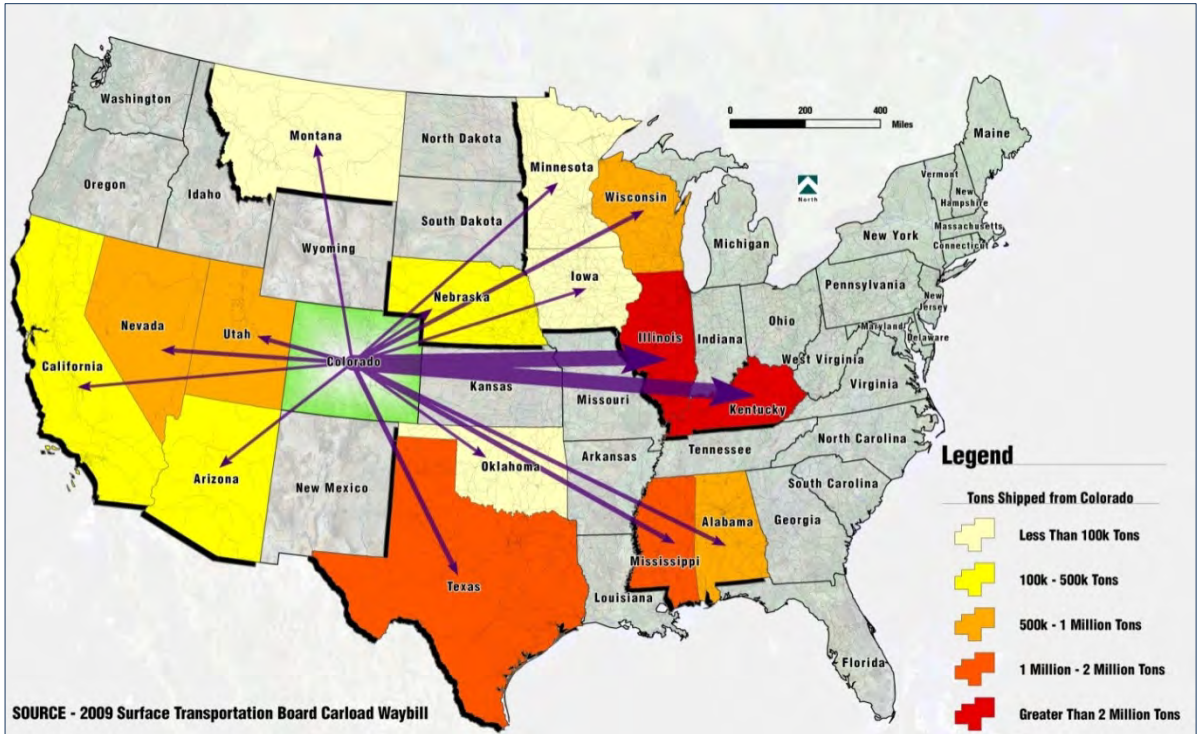 Washington
Oregon
Idaho
Montana
Wyoming
North Dakota
South Dakota
Minnesota
Wisconsin
Iowa
Nebraska
Nevada
Utah
California
Colorado
Kansas
Missouri
Illinois
Indiana
Ohio
Michigan
Kentucky
West Virginia
Virginia
Maryland
Delaware
New
Jersey
Pennsylvania
New York
Connecticut
Massachusetts
New
Hampshire
Vermont
Maine
Arizona
New Mexico
Oklahoma
Arkansas
Tennessee
North Carolina
South Carolina
Georgia
Alabama
Mississippi
Louisiana
Texas
Florida
0 200 400
Miles
North
Legend
Tons Shipped from Colorado
Less Than 100k Tons
100k - 500k Tons
500k - 1 Million Tons
1 Million - 2 Million Tons
Greater Than 2 Million Tons
SOURCE - 2009 Surface Transportation Board Carload Waybill